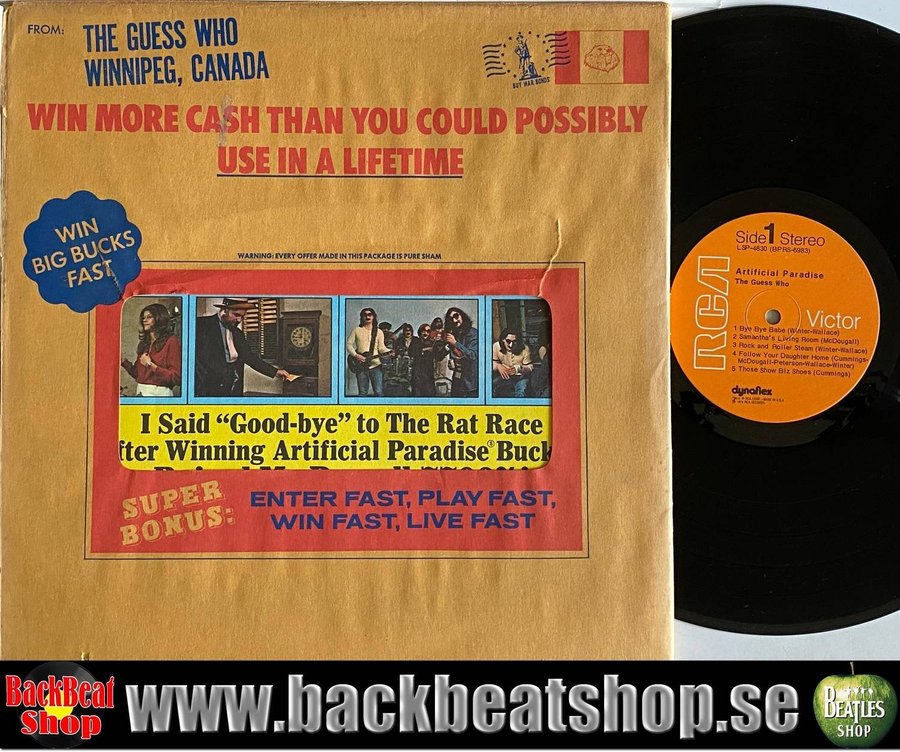 FROM:
THE GUESS WHO
WINNIPEG, CANADA
BUY WAR BONDS
WIN MORE CASH THAN YOU COULD POSSIBLY
USE IN A LIFETIME
WIN
BIG BUCKS
FAST
WARNING: EVERY OFFER MADE IN THIS PACKAGE IS PURE SHAM
I Said “Good-bye” to The Rat Race
fter Winning Artificial Paradise® Buck
SUPER
BONUS:
ENTER FAST, PLAY FAST,
WIN FAST, LIVE FAST
Side 1 Stereo
LSP-4830 (BPRS-6983)
Artificial Paradise
The Guess Who
RCA
Victor
1 Bye Bye Babe (Winter-Wallace)
2 Samantha's Living Room (McDougall)
3 Rock and Roller Steam (Winter-Wallace)
4 Follow Your Daughter Home (Cummings-
McDougall-Peterson-Wallace-Winter)
5 Those Show Biz Shoes (Cummings)
dynaflex
BackBeat
Shop
www.backbeatshop.se
BEATLES
SHOP